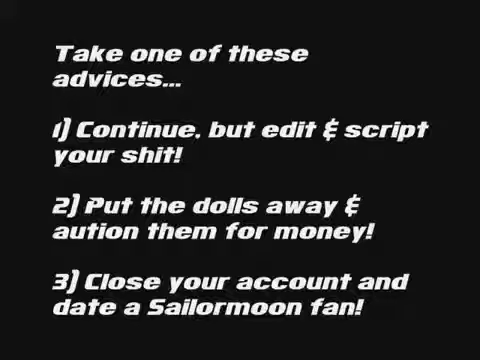 Take one of these
advices...
1) Continue, but edit & script
your shit!
2) Put the dolls away &
aution them for money!
3) Close your account and
date a Sailormoon fan!